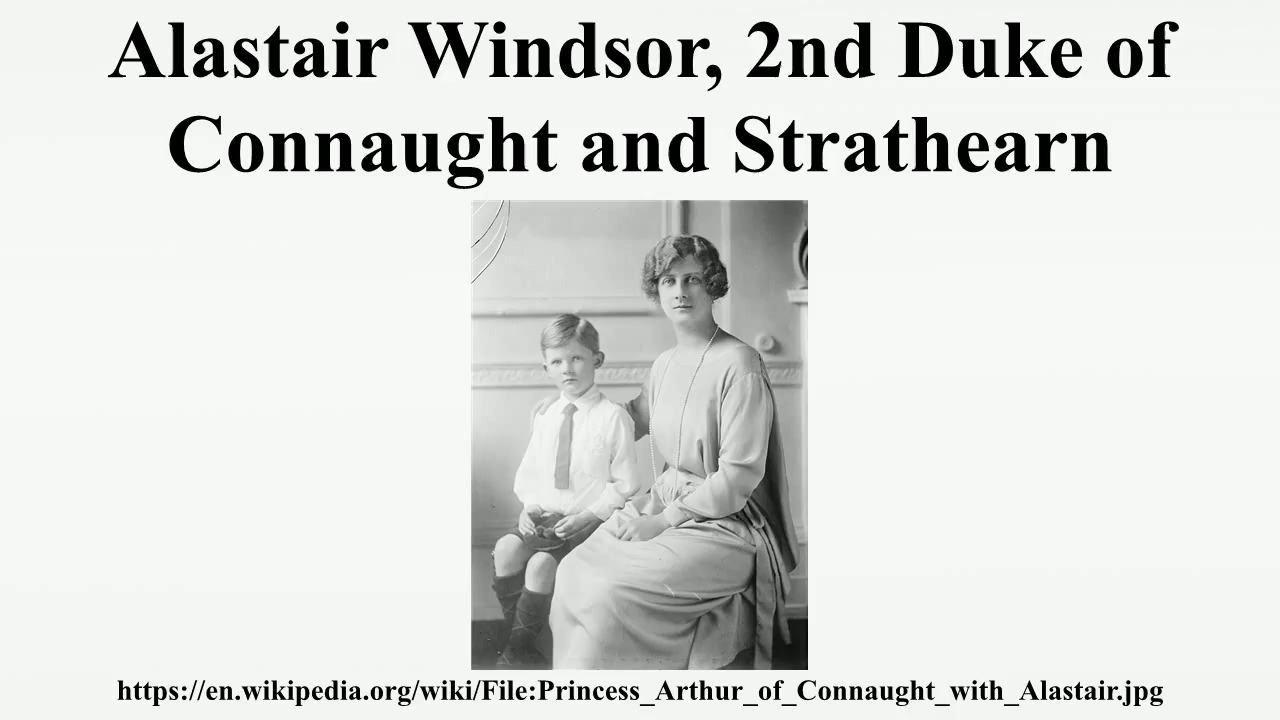 Alastair Windsor, 2nd Duke of
Connaught and Strathearn
https://en.wikipedia.org/wiki/File:Princess_Arthur_of_Connaught_with_Alastair.jpg